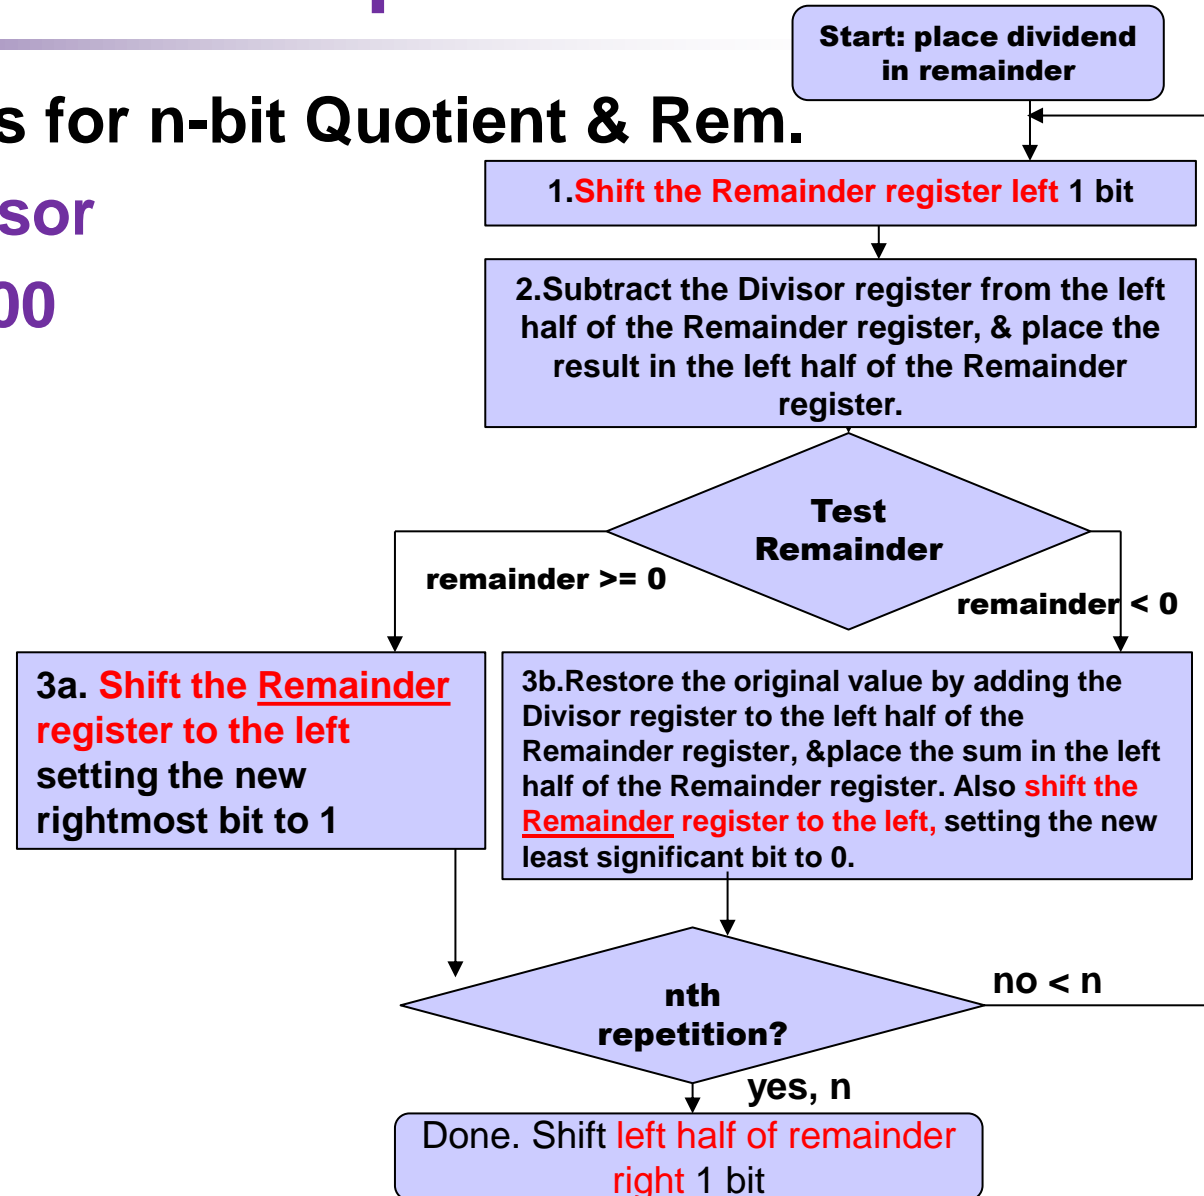 Start: place dividend
in remainder
s for n-bit Quotient & Rem.
sor
00
1.Shift the Remainder register left 1 bit
2.Subtract the Divisor register from the left
half of the Remainder register, & place the
result in the left half of the Remainder
register.
Test
Remainder
remainder >= 0
remainder < 0
3a. Shift the Remainder
register to the left
setting the new
rightmost bit to 1
3b.Restore the original value by adding the
Divisor register to the left half of the
Remainder register, &place the sum in the left
half of the Remainder register. Also shift the
Remainder register to the left, setting the new
least significant bit to 0.
nth
repetition?
no < n
yes, n
Done. Shift left half of remainder
right 1 bit